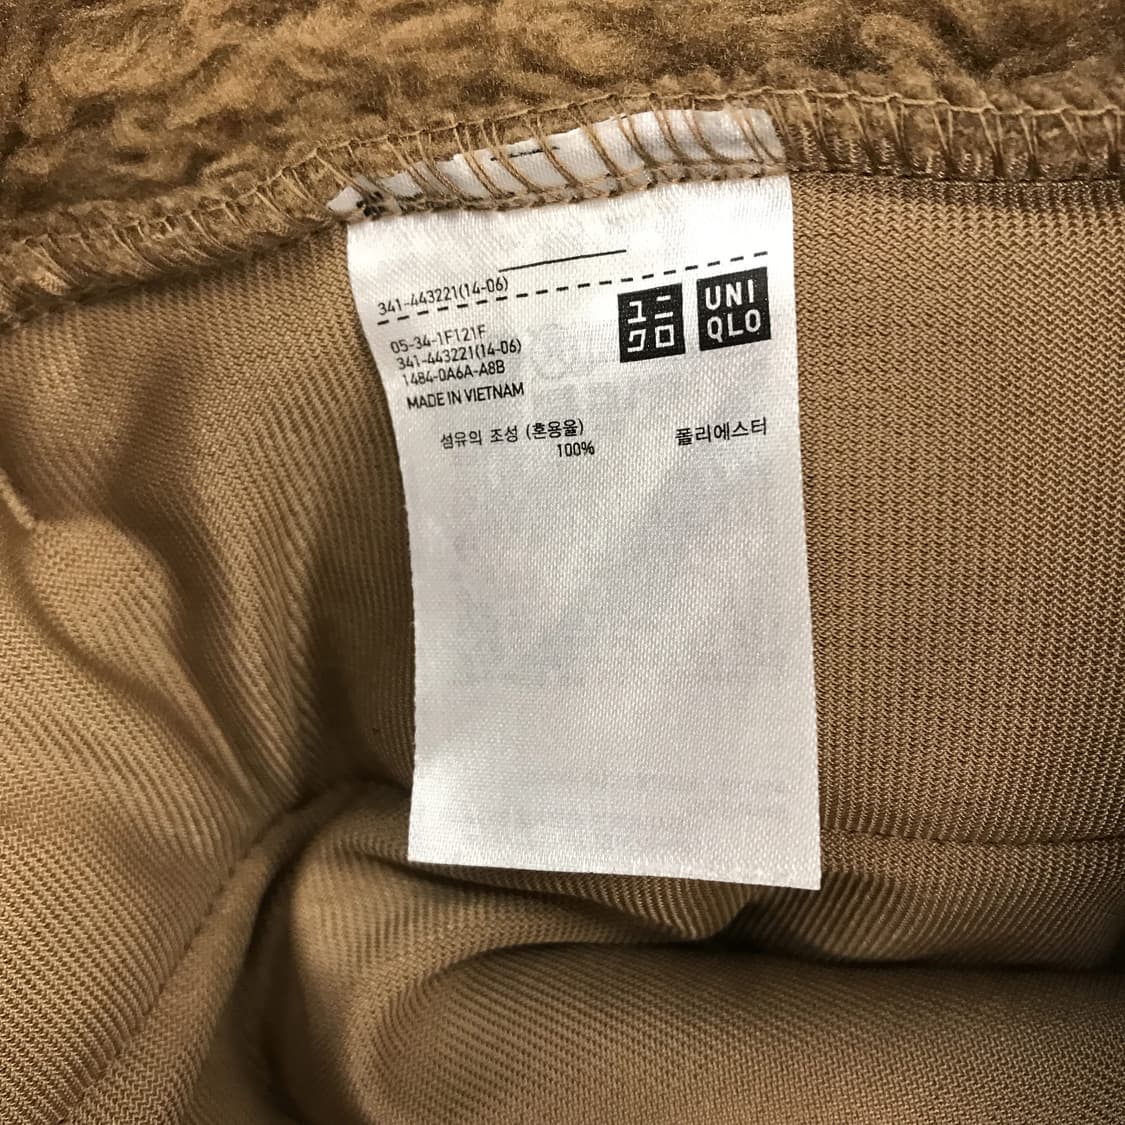 341-443221(14-06)
ユニ
クロ
UNI
QLO
05-34-1F121F
341-443221(14-06)
1484-0A6A-A8B
MADE IN VIETNAM
섬유의 조성 (혼용율) 폴리에스터
100%